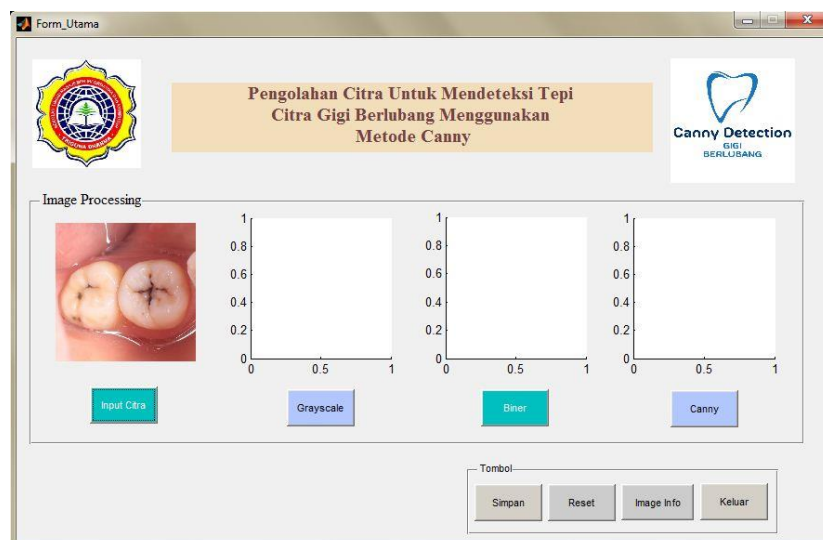 Form_Utama
Pengolahan Citra Untuk Mendeteksi Tepi
Citra Gigi Berlubang Menggunakan
Metode Canny
Canny Detection
GIGI
BERLUBANG
Image Processing
1
0.8
0.6
0.4
0.2
0
0 0.5 1
1
0.8
0.6
0.4
0.2
0
0 0.5 1
1
0.8
0.6
0.4
0.2
0
0 0.5 1
Input Citra
Grayscale
Biner
Canny
Tombol
Simpan
Reset
Image Info
Keluar